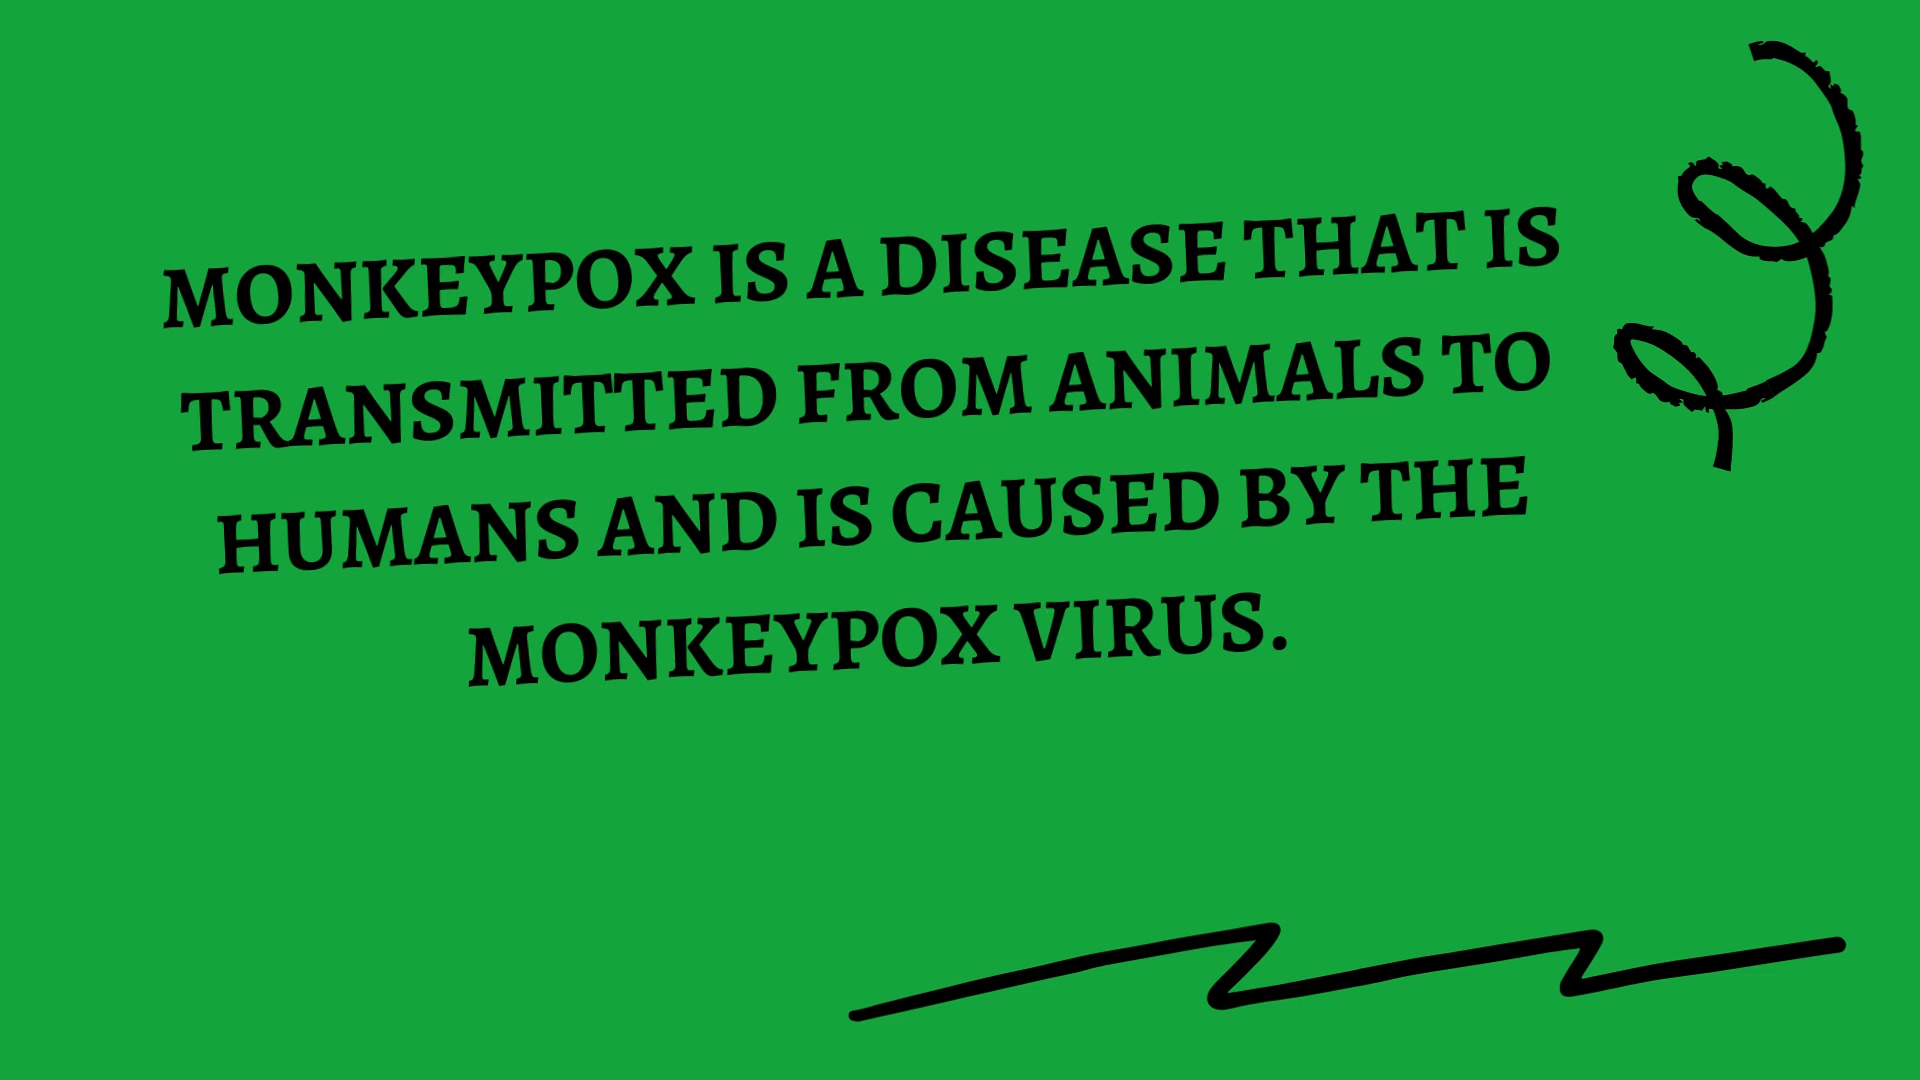 MONKEYPOX IS A DISEASE THAT IS
TRANSMITTED FROM ANIMALS TO
HUMANS AND IS CAUSED BY THE
MONKEYPOX VIRUS.